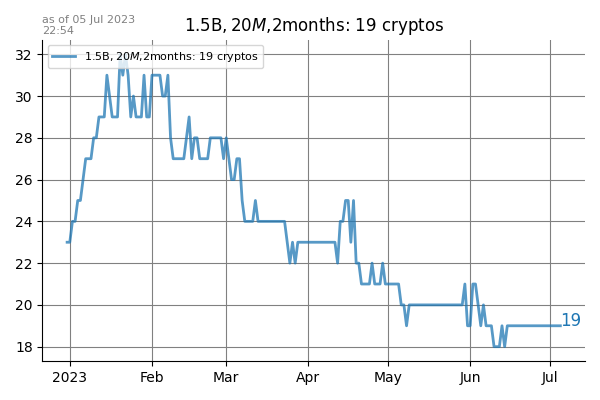 as of 05 Jul 2023
22:54
1.5B, 20M,2months: 19 cryptos
1.5B, 20M,2months: 19 cryptos
32
30
28
26
24
22
20
18
19
2023 Feb Mar Apr May Jun Jul